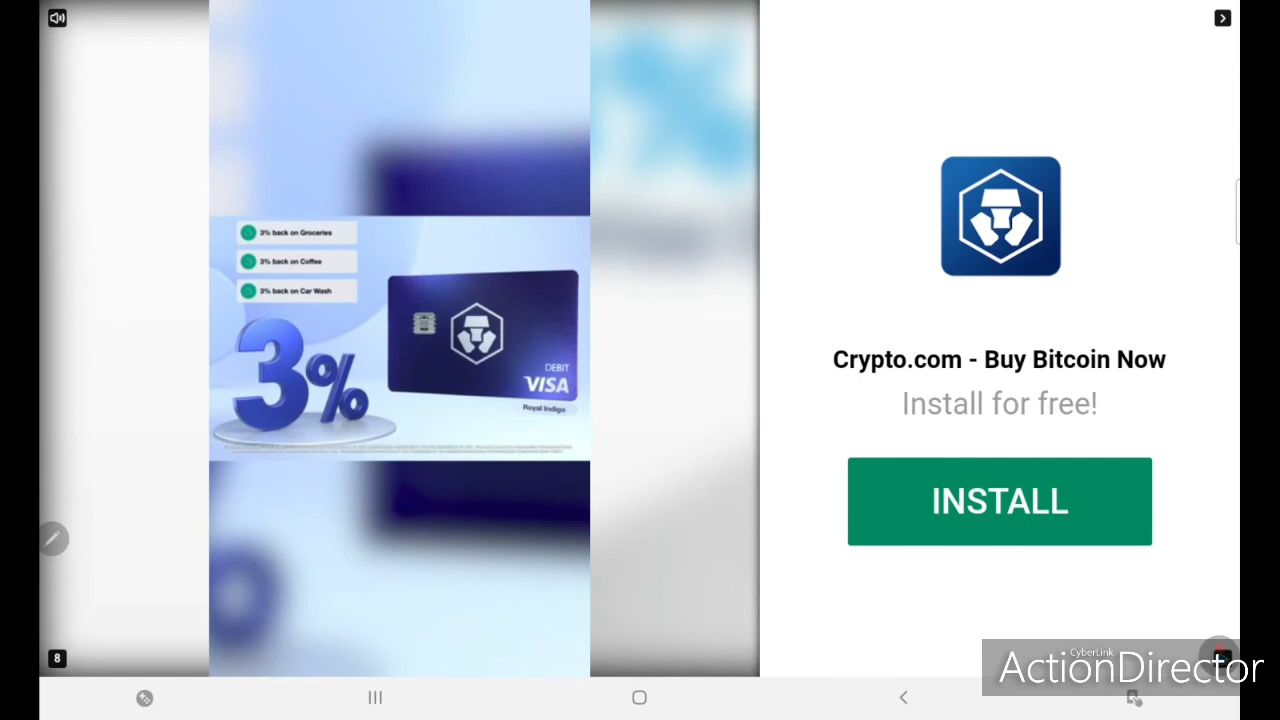 3% back on Groceries
3% back on Coffee
3% back on Car Wash
3%
DEBIT
VISA
Royal Indigo
8
Crypto.com - Buy Bitcoin Now
Install for free!
INSTALL
CyberLink
ActionDirector